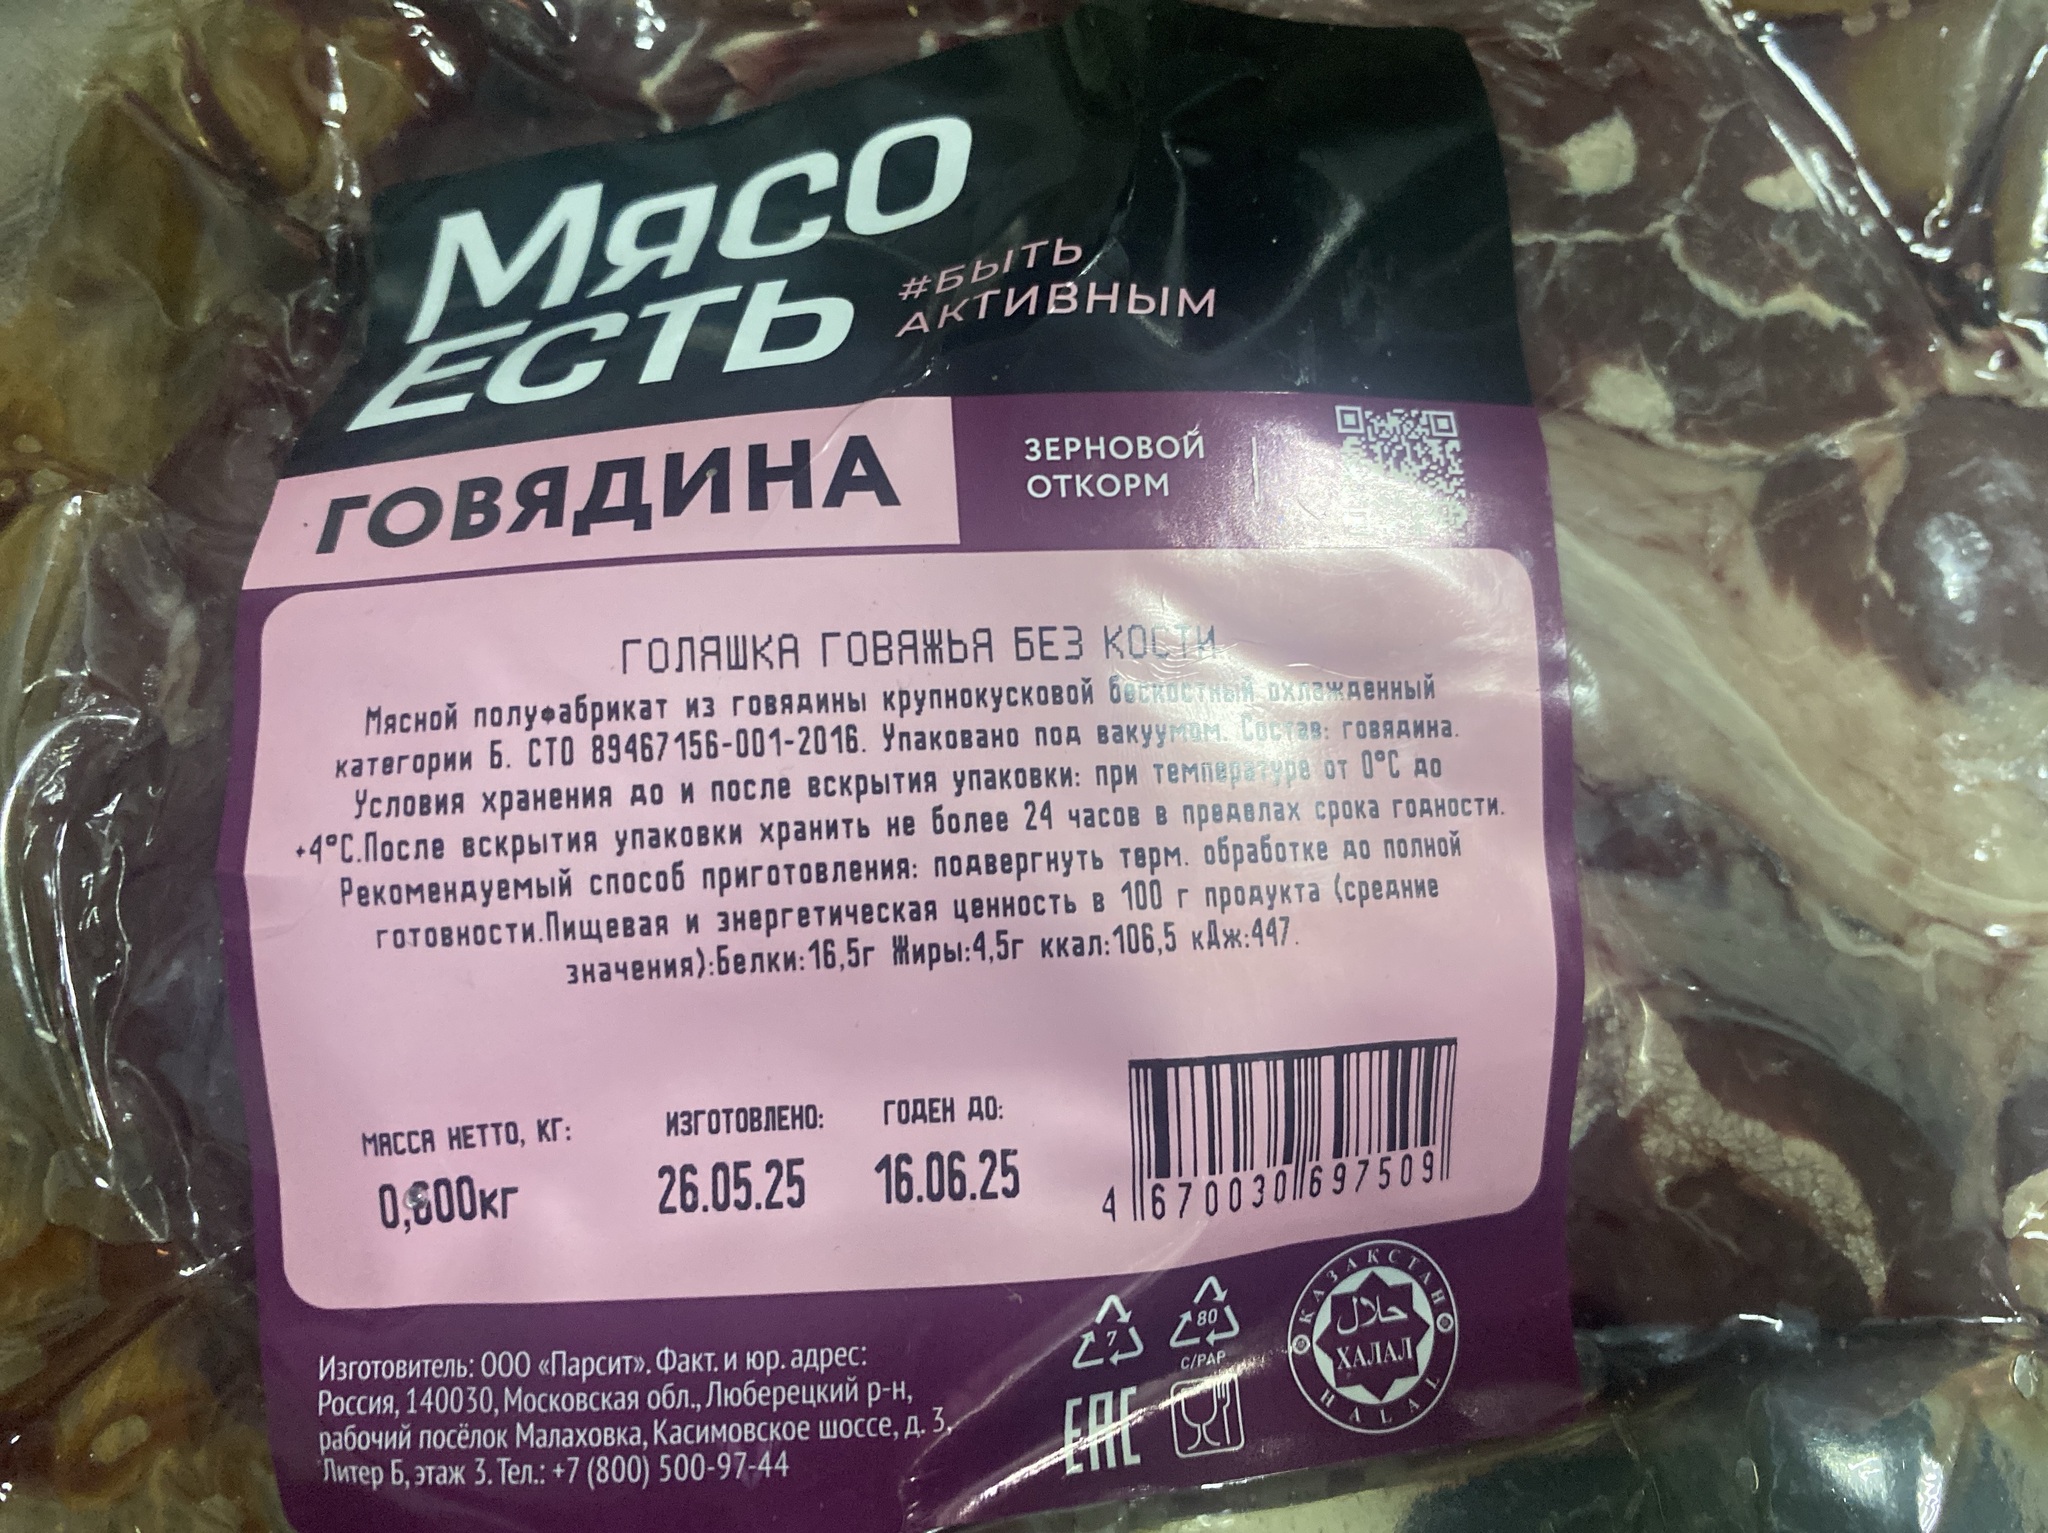 Мясо
есть
#БЫТЬ
АКТИВНЫМ
ГОВЯДИНА
ЗЕРНОВОЙ
ОТКОРМ
ГОЛЯШКА ГОВЯЖЬЯ БЕЗ КОСТИ
Мясной полуфабрикат из говядины крупнокусковой бескостный охлажденный
категории Б. СТО 89467156-001-2016. Упаковано под вакуумом. Состав: говядина.
Условия хранения до и после вскрытия упаковки: при температуре от 0°С до
+4°С.После вскрытия упаковки хранить не более 24 часов в пределах срока годности.
Рекомендуемый способ приготовления: подвергнуть терм. обработке до полной
готовности.Пищевая и энергетическая ценность в 100 г продукта (средние
значения):Белки:16,5г Жиры:4,5г ккал:106,5 кДж:447.
МАССА НЕТТО, КГ:
ИЗГОТОВЛЕНО:
ГОДЕН ДО:
26.05.25
16.06.25
4 670030 697509
Изготовитель: ООО «Парсит». Факт. и юр. адрес:
Россия, 140030, Московская обл., Люберецкий р-н,
рабочий посёлок Малаховка, Касимовское шоссе, д. 3,
Литер Б, этаж 3. Тел.: +7 (800) 500-97-44
7
80
C/PAP
EAC
КАЗАКСТАН
حلال
ХАЛАЛ
HALAL